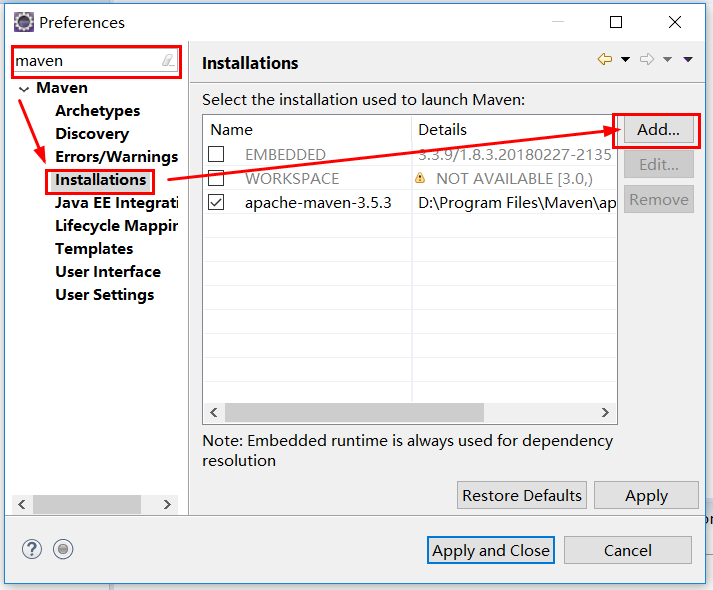 Preferences
maven
Maven
Archetypes
Discovery
Errors/Warnings
Installations
Java EE Integrati
Lifecycle Mappin
Templates
User Interface
User Settings
Installations
Select the installation used to launch Maven:
Name Details
EMBEDDED 3.3.9/1.8.3.20180227-2135
WORKSPACE NOT AVAILABLE [3.0,)
apache-maven-3.5.3 D:\Program Files\Maven\ap
Add...
Edit...
Remove
Note: Embedded runtime is always used for dependency
resolution
Restore Defaults Apply
Apply and Close Cancel